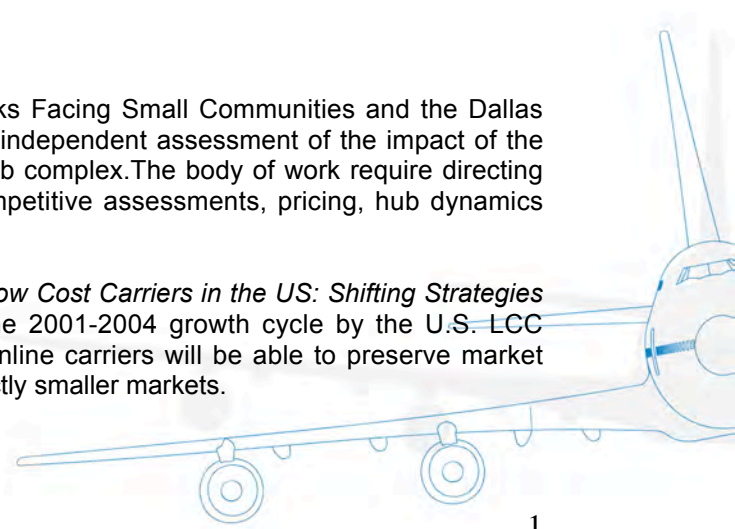 ks Facing Small Communities and the Dallas
independent assessment of the impact of the
b complex.The body of work require directing
mpetitive assessments, pricing, hub dynamics
ow Cost Carriers in the US: Shifting Strategies
e 2001-2004 growth cycle by the U.S. LCC
nline carriers will be able to preserve market
stly smaller markets.
1